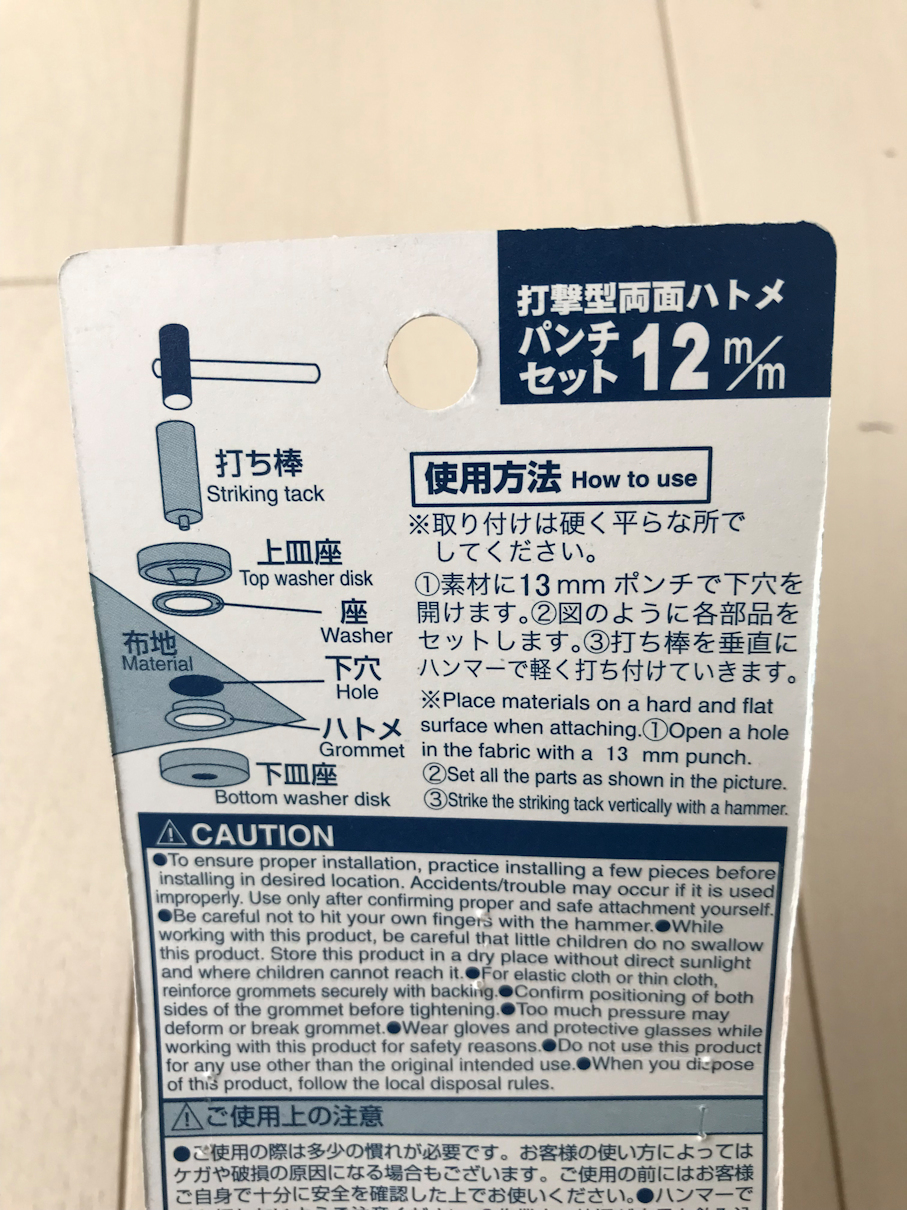 打撃型両面ハトメ
パンチ
セット 12 m/m
打ち棒
Striking tack
上皿座
Top washer disk
座
Washer
布地
Material
下穴
Hole
ハトメ
Grommet
下皿座
Bottom washer disk
使用方法 How to use
※取り付けは硬く平らな所で
してください。
①素材に13mm ポンチで下穴を
開けます。②図のように各部品を
セットします。③打ち棒を垂直に
ハンマーで軽く打ち付けていきます。
※Place materials on a hard and flat
surface when attaching.①Open a hole
in the fabric with a 13 mm punch.
②Set all the parts as shown in the picture.
③Strike the striking tack vertically with a hammer.
⚠CAUTION
●To ensure proper installation, practice installing a few pieces before
installing in desired location. Accidents/trouble may occur if it is used
improperly. Use only after confirming proper and safe attachment yourself.
●Be careful not to hit your own fingers with the hammer.●While
working with this product, be careful that little children do no swallow
this product. Store this product in a dry place without direct sunlight
and where children cannot reach it.●For elastic cloth or thin cloth,
reinforce grommets securely with backing.●Confirm positioning of both
sides of the grommet before tightening.●Too much pressure may
deform or break grommet.●Wear gloves and protective glasses while
working with this product for safety reasons.●Do not use this product
for any use other than the original intended use.●When you dispose
of this product, follow the local disposal rules.
⚠ご使用上の注意
●ご使用の際は多少の慣れが必要です。お客様の使い方によっては
ケガや破損の原因になる場合もございます。ご使用の前にはお客様
ご自身で十分に安全を確認した上でお使いください。●ハンマーで